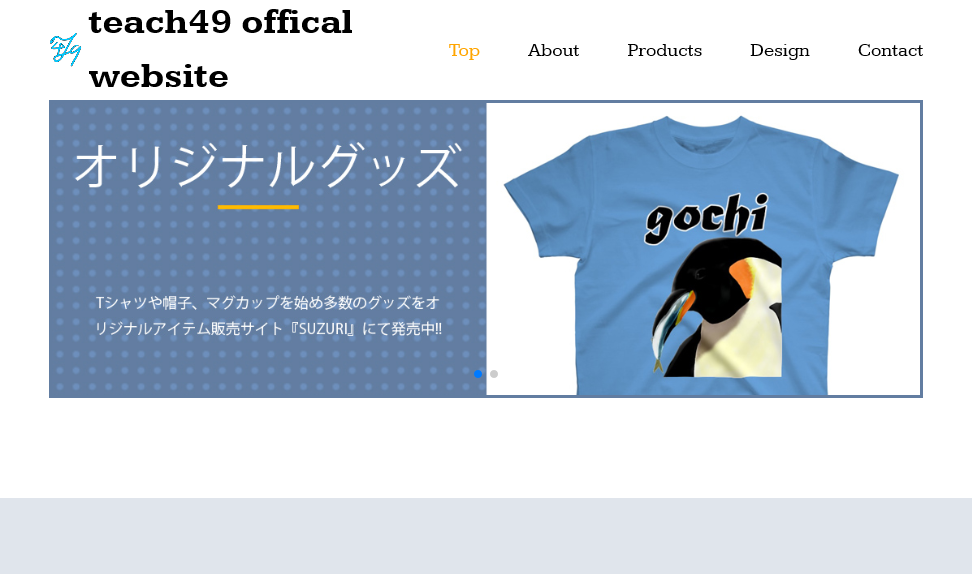 teach49 offical
website
Top About Products Design Contact
オリジナルグッズ
Tシャツや帽子、マグカップを始め多数のグッズをオ
リジナルアイテム販売サイト『SUZURI』にて発売中!!
gochi